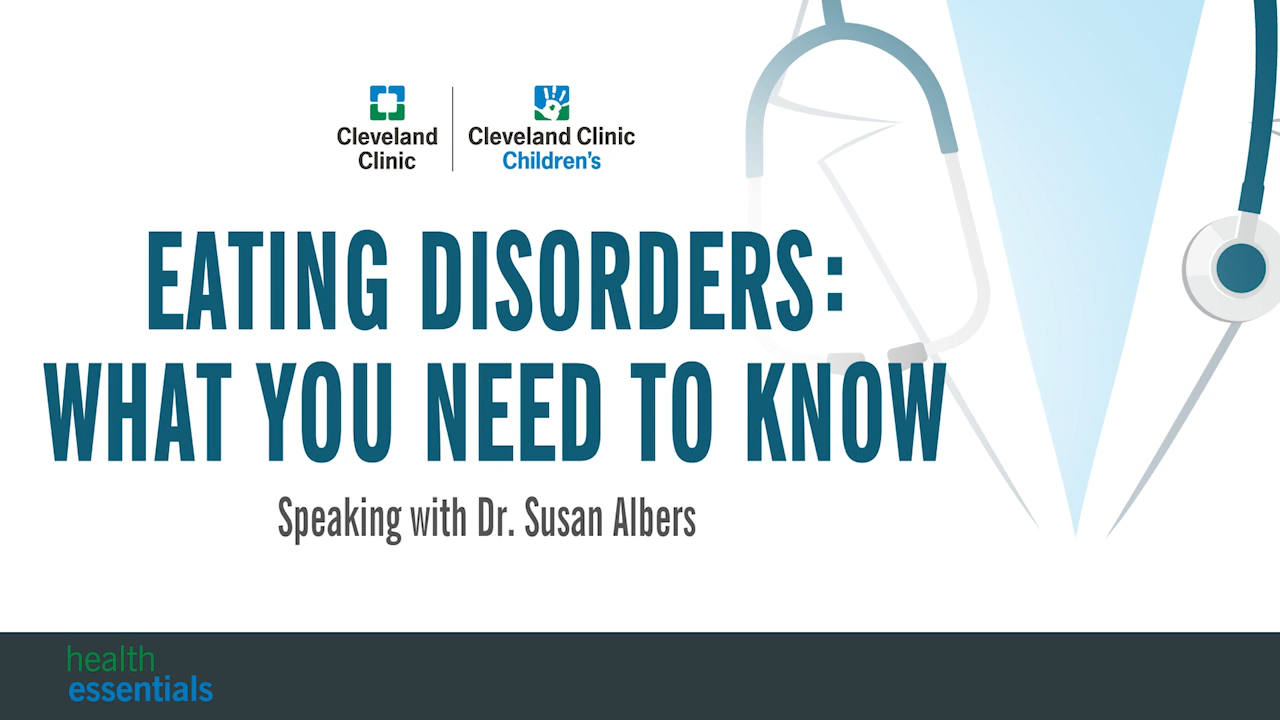 Cleveland
Clinic
Cleveland Clinic
Children's
EATING DISORDERS:
WHAT YOU NEED TO KNOW
Speaking with Dr. Susan Albers
health
essentials